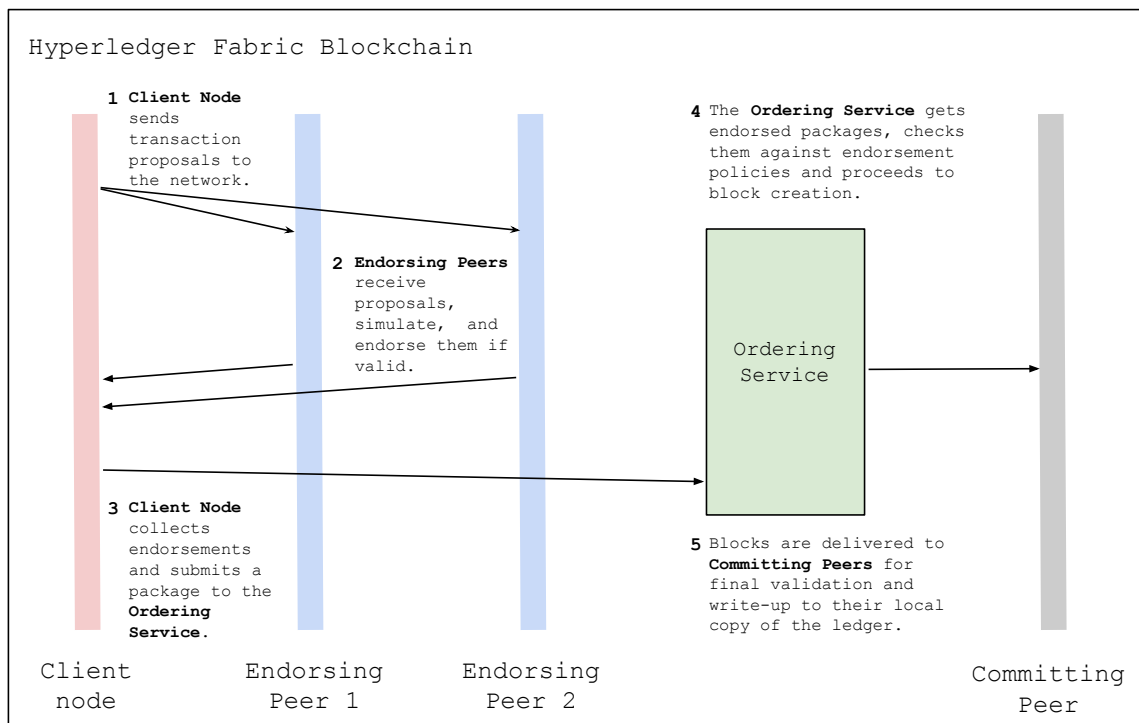 Hyperledger Fabric Blockchain
1 Client Node
sends
transaction
proposals to
the network.
2 Endorsing Peers
receive
proposals,
simulate, and
endorse them if
valid.
3 Client Node
collects
endorsements
and submits a
package to the
Ordering
Service.
4 The Ordering Service gets
endorsed packages, checks
them against endorsement
policies and proceeds to
block creation.
Ordering
Service
5 Blocks are delivered to
Committing Peers for
final validation and
write-up to their local
copy of the ledger.
Client
node
Endorsing
Peer 1
Endorsing
Peer 2
Committing
Peer